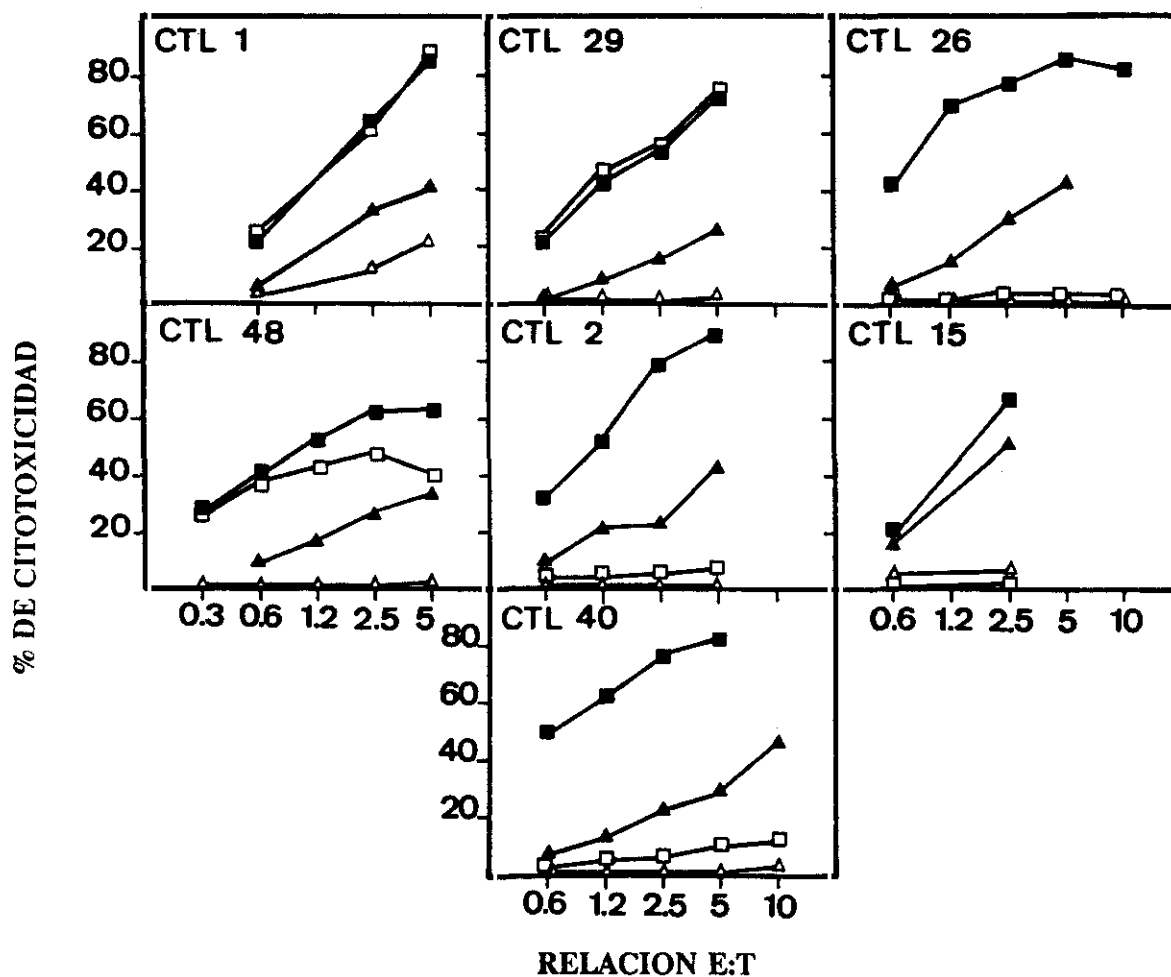 CTL 1
CTL 29
CTL 26
80
60
40
20
CTL 48
CTL 2
CTL 15
80
60
40
20
0.3 0.6 1.2 2.5 5
0.6 1.2 2.5 5 10
CTL 40
80
60
40
20
0.6 1.2 2.5 5 10
% DE CITOTOXICIDAD
RELACION E:T